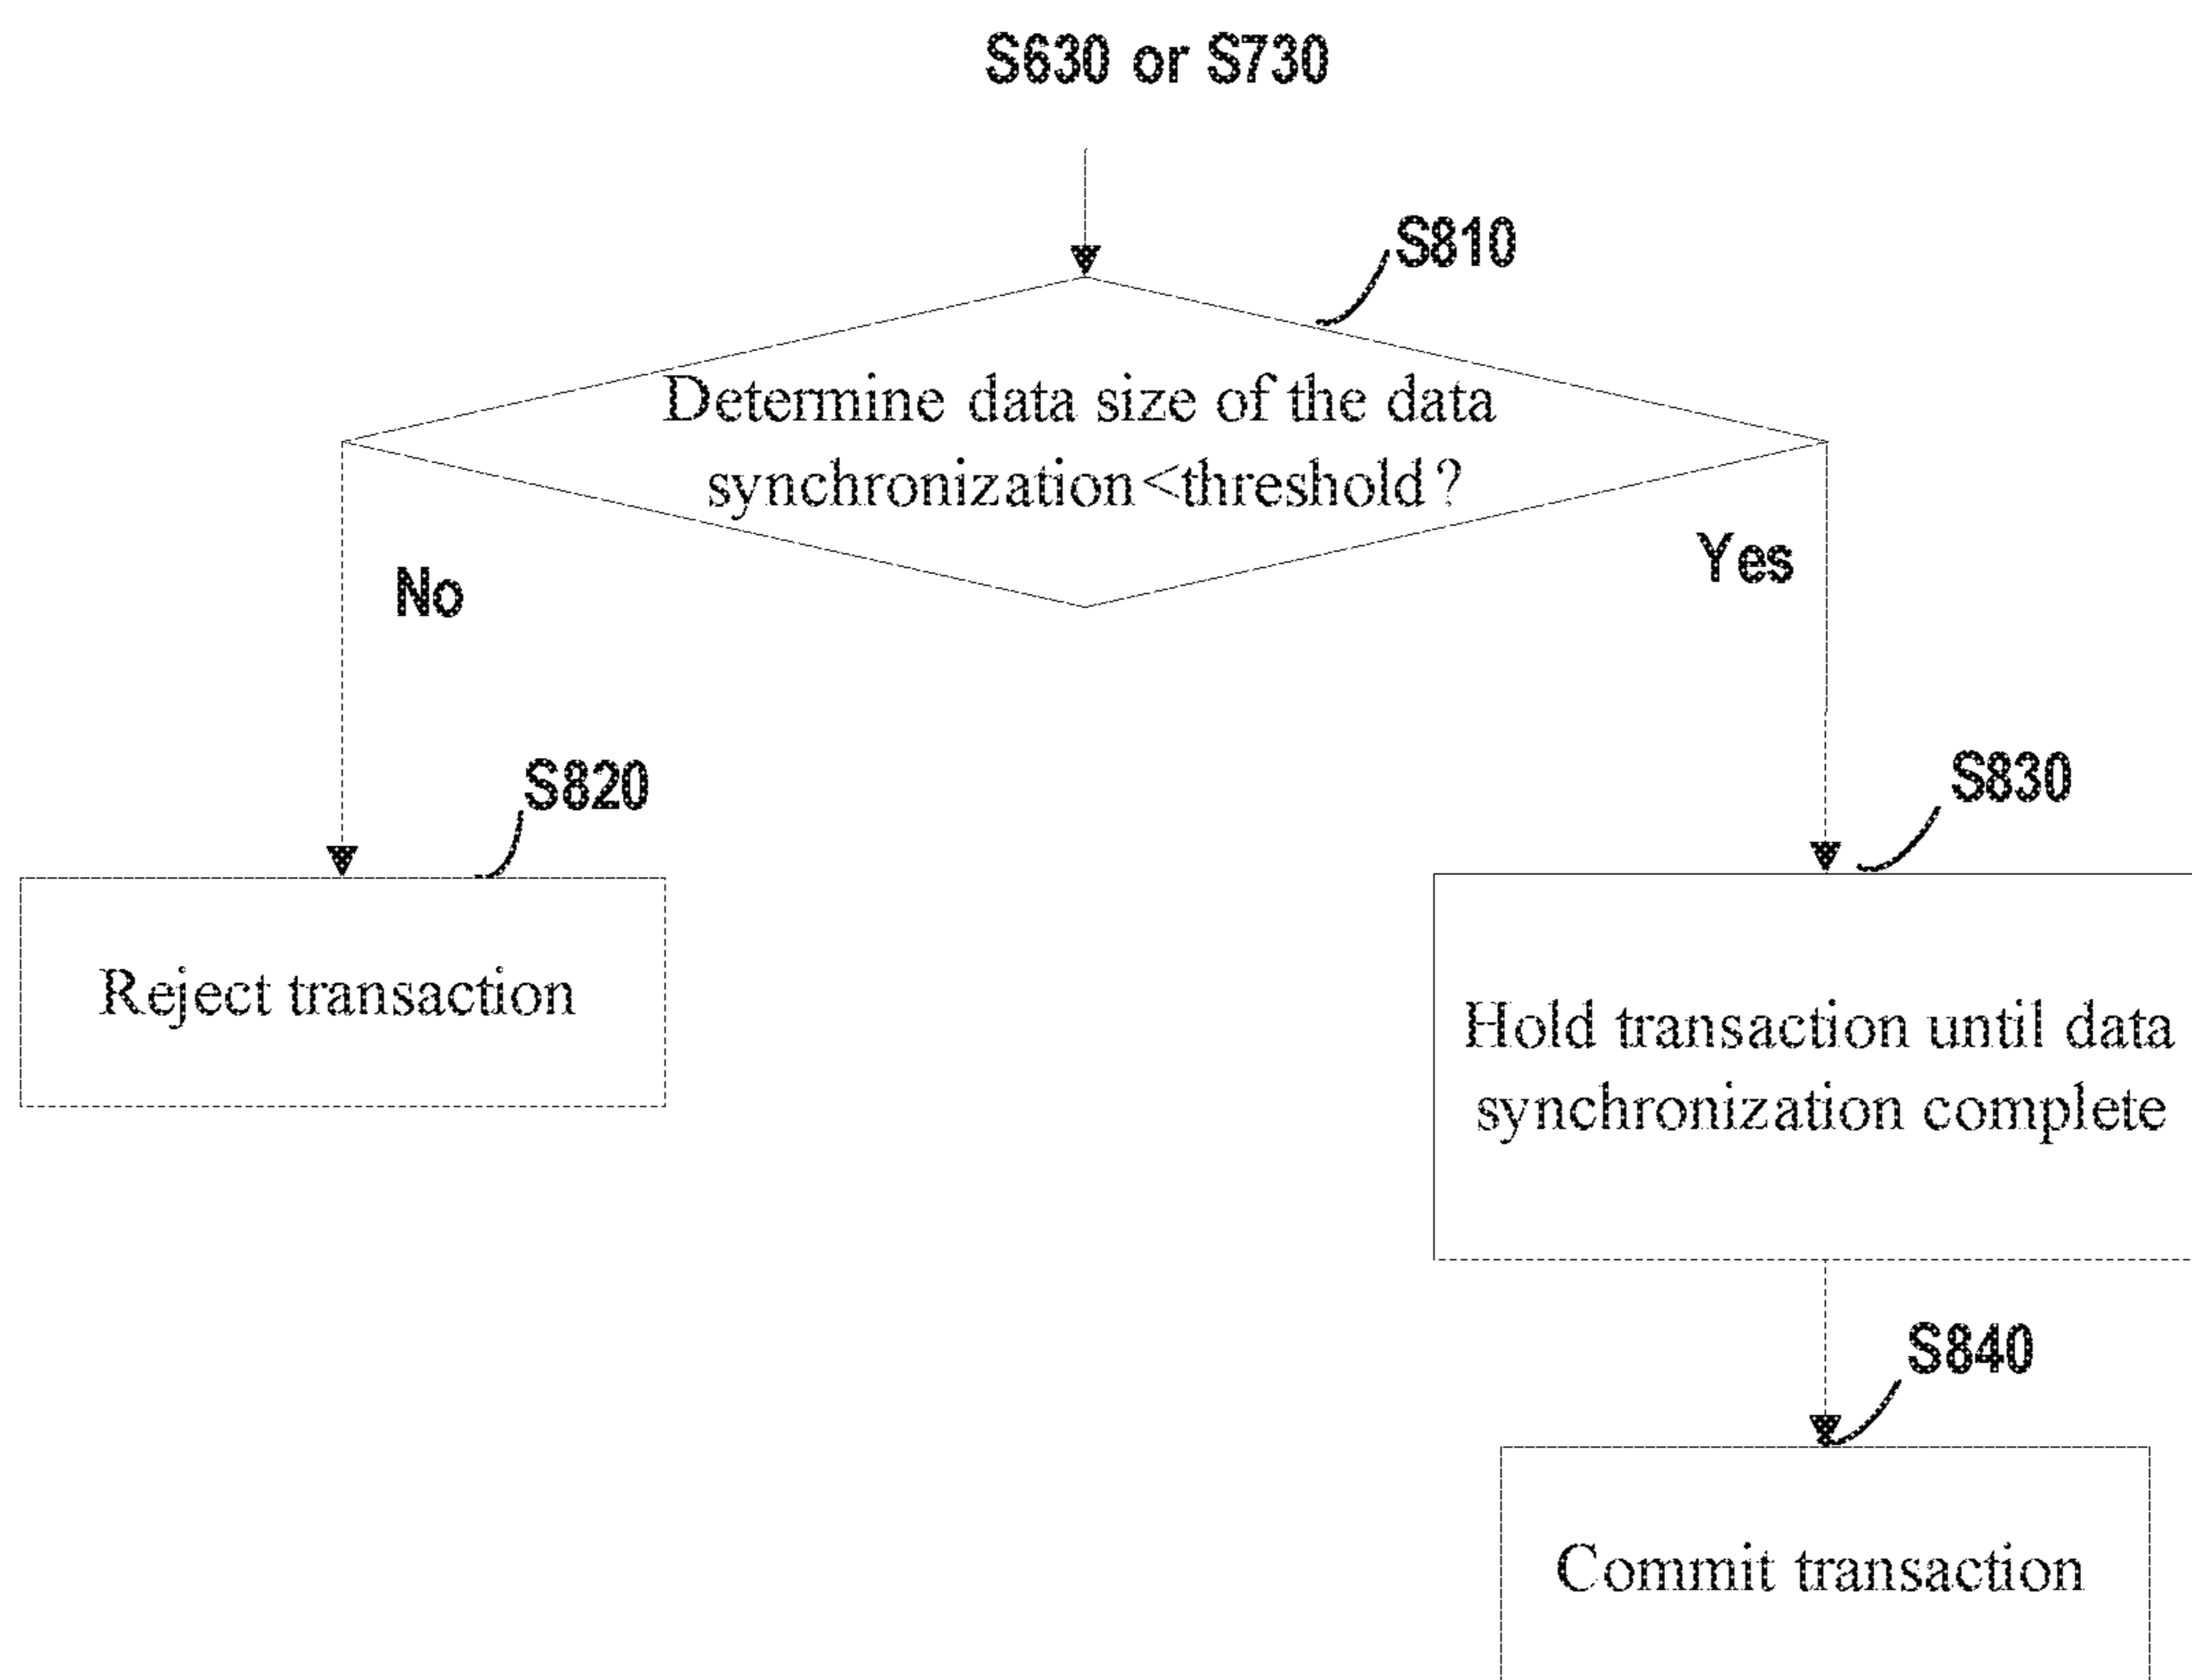 S630 or S730
S810
Determine data size of the data
synchronization<threshold?
No
Yes
S820
S830
Reject transaction
Hold transaction until data
synchronization complete
S840
Commit transaction